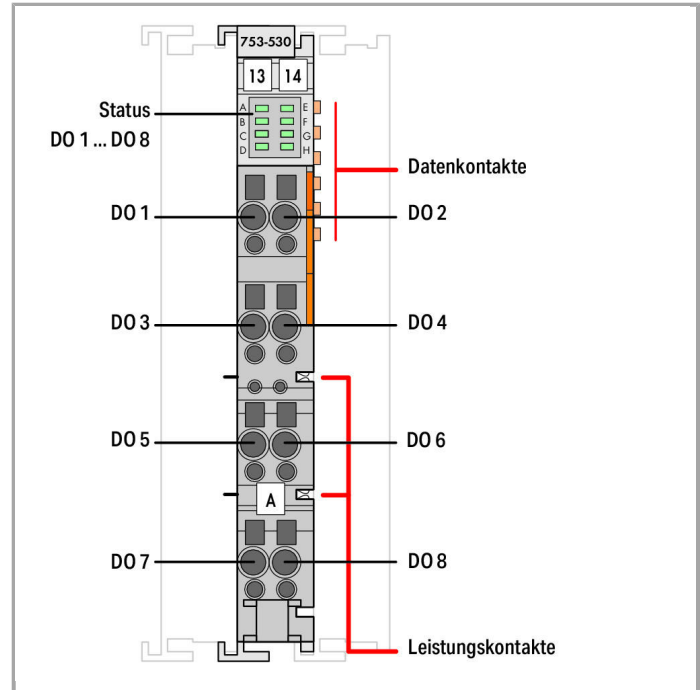 753-530
13 14
Status
DO 1 ... DO 8
A E
B F
C G
D H
Datenkontakte
DO 1 DO 2
DO 3 DO 4
DO 5 DO 6
A
DO 7 DO 8
Leistungskontakte